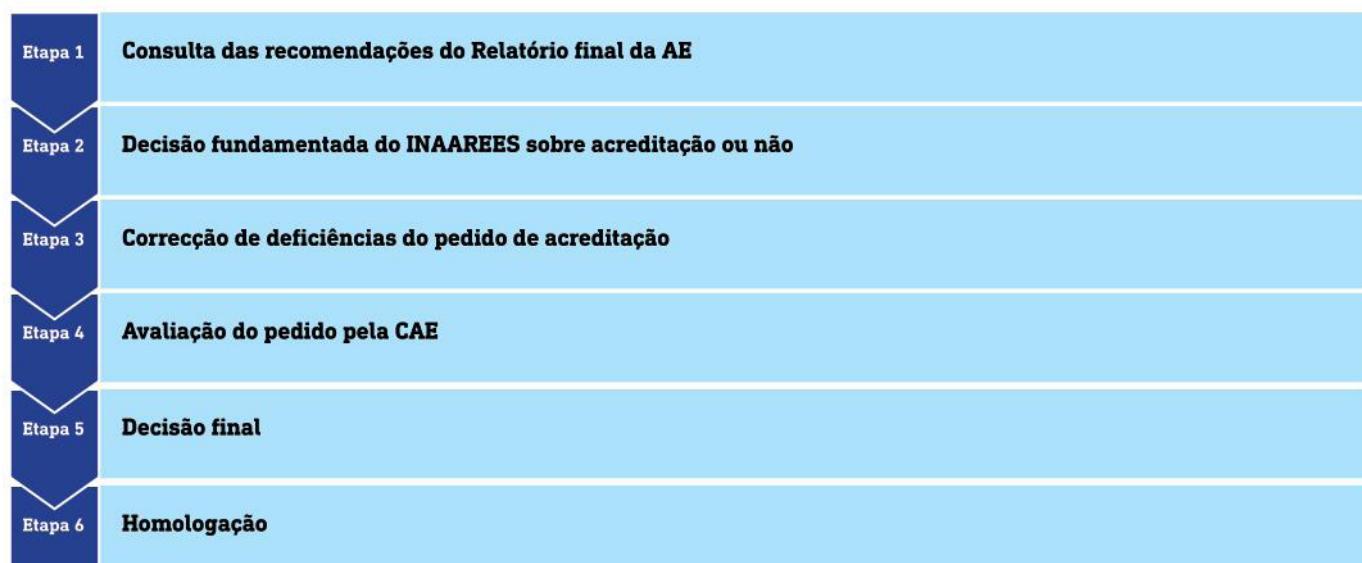 Etapa 1
Consulta das recomendações do Relatório final da AE
Etapa 2
Decisão fundamentada do INAAREES sobre acreditação ou não
Etapa 3
Correcção de deficiências do pedido de acreditação
Etapa 4
Avaliação do pedido pela CAE
Etapa 5
Decisão final
Etapa 6
Homologação